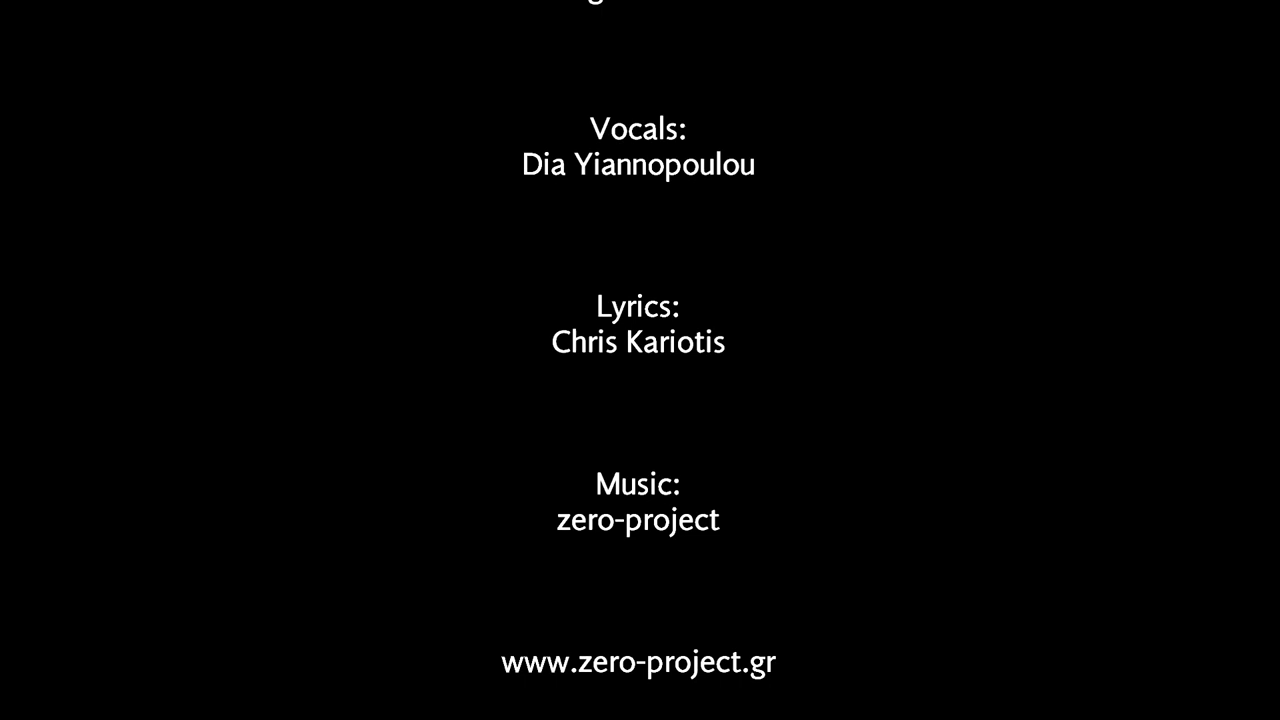 Vocals:
Dia Yiannopoulou
Lyrics:
Chris Kariotis
Music:
zero-project
www.zero-project.gr